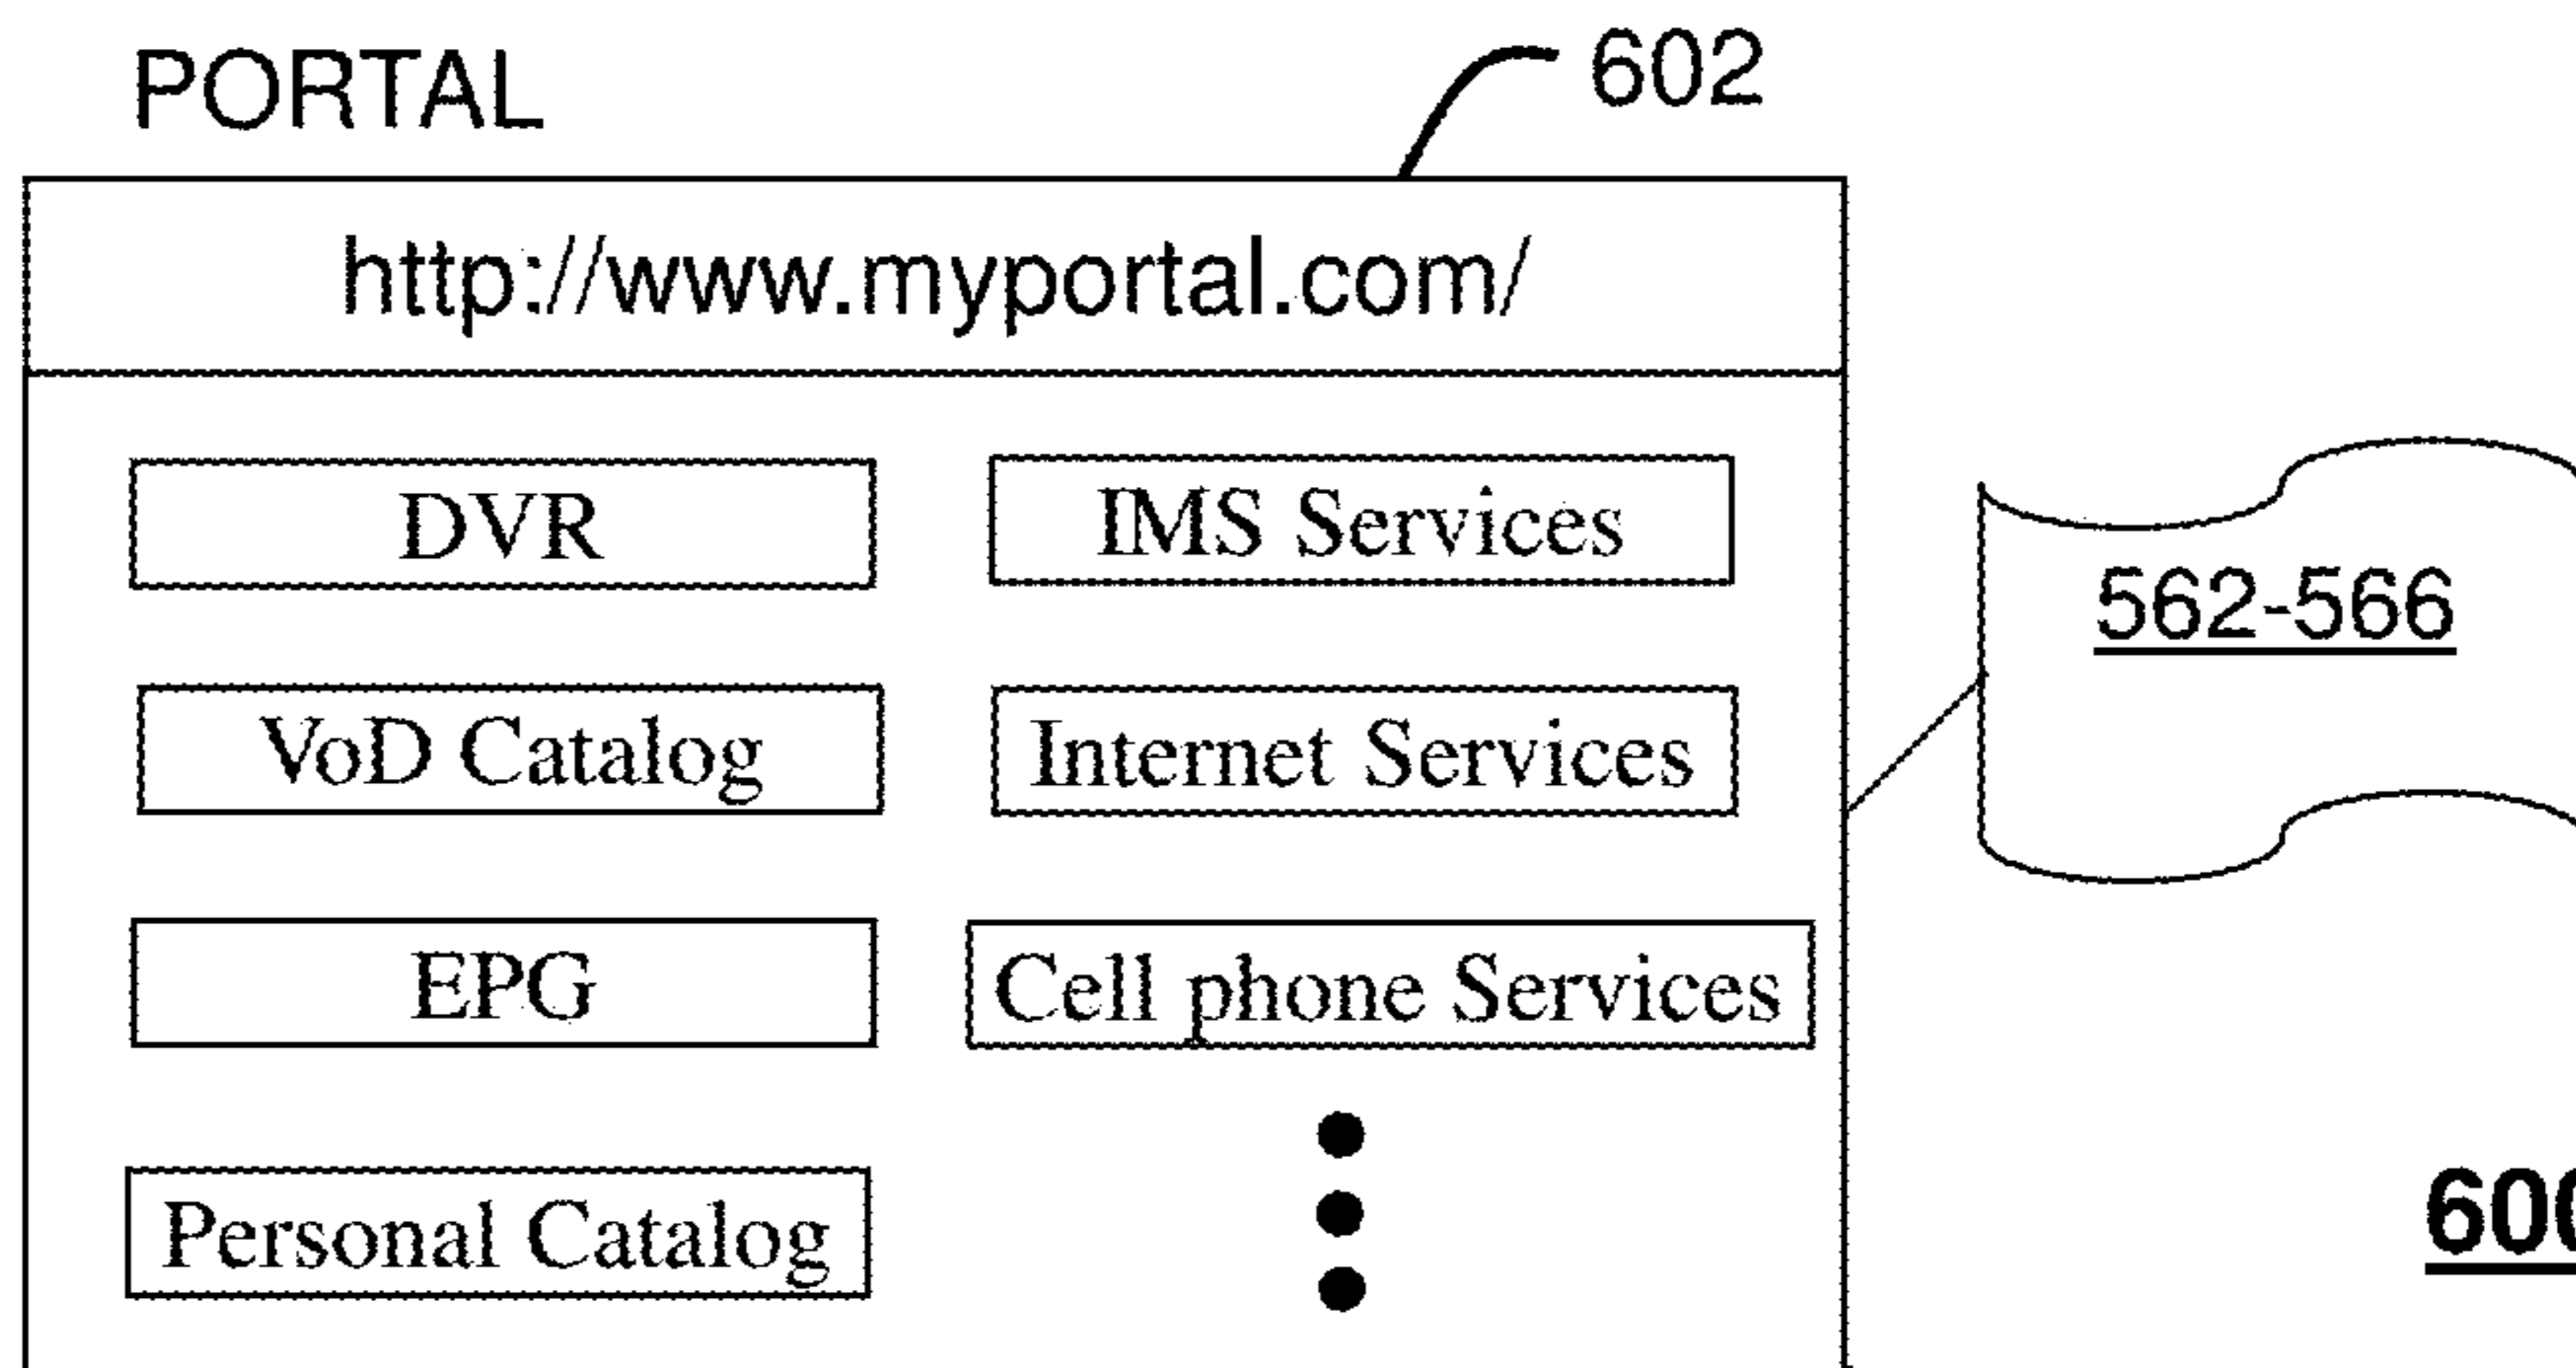 PORTAL
602
http://www.myportal.com/
DVR
IMS Services
562-566
VoD Catalog
Internet Services
EPG
Cell phone Services
Personal Catalog
600